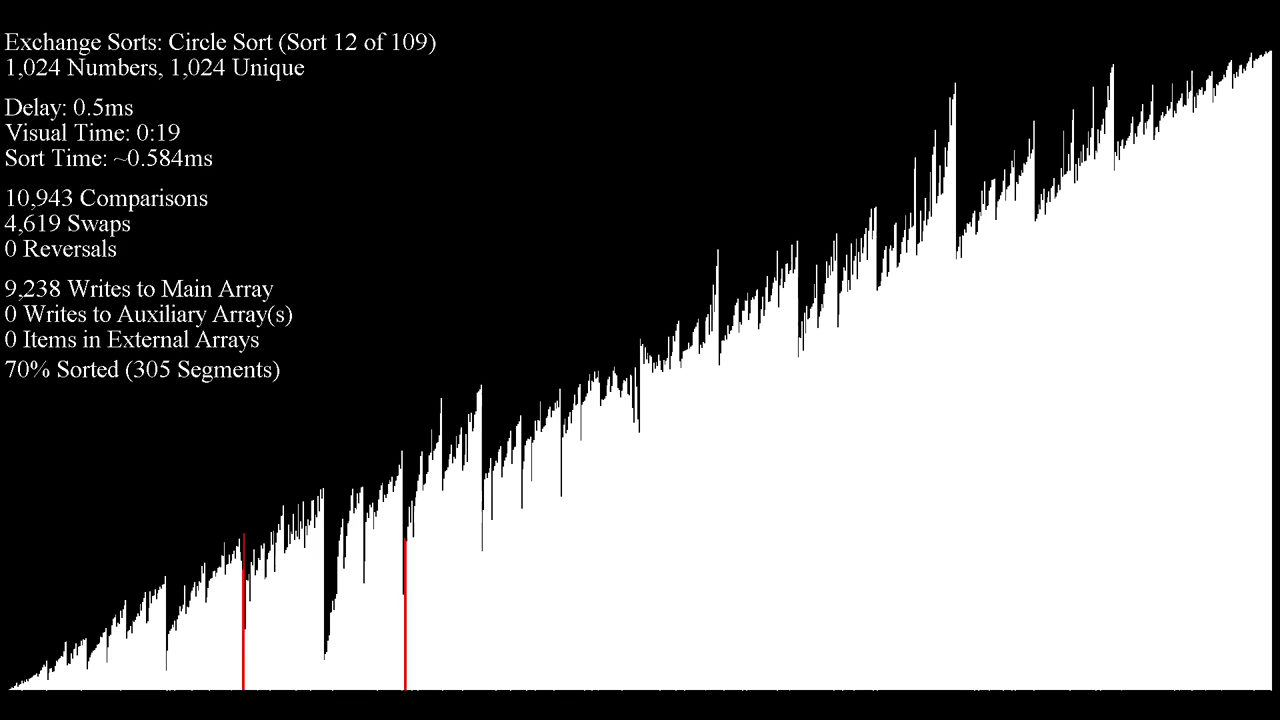 Exchange Sorts: Circle Sort (Sort 12 of 109)
1,024 Numbers, 1,024 Unique
Delay: 0.5ms
Visual Time: 0:19
Sort Time: ~0.584ms
10,943 Comparisons
4,619 Swaps
0 Reversals
9,238 Writes to Main Array
0 Writes to Auxiliary Array(s)
0 Items in External Arrays
70% Sorted (305 Segments)